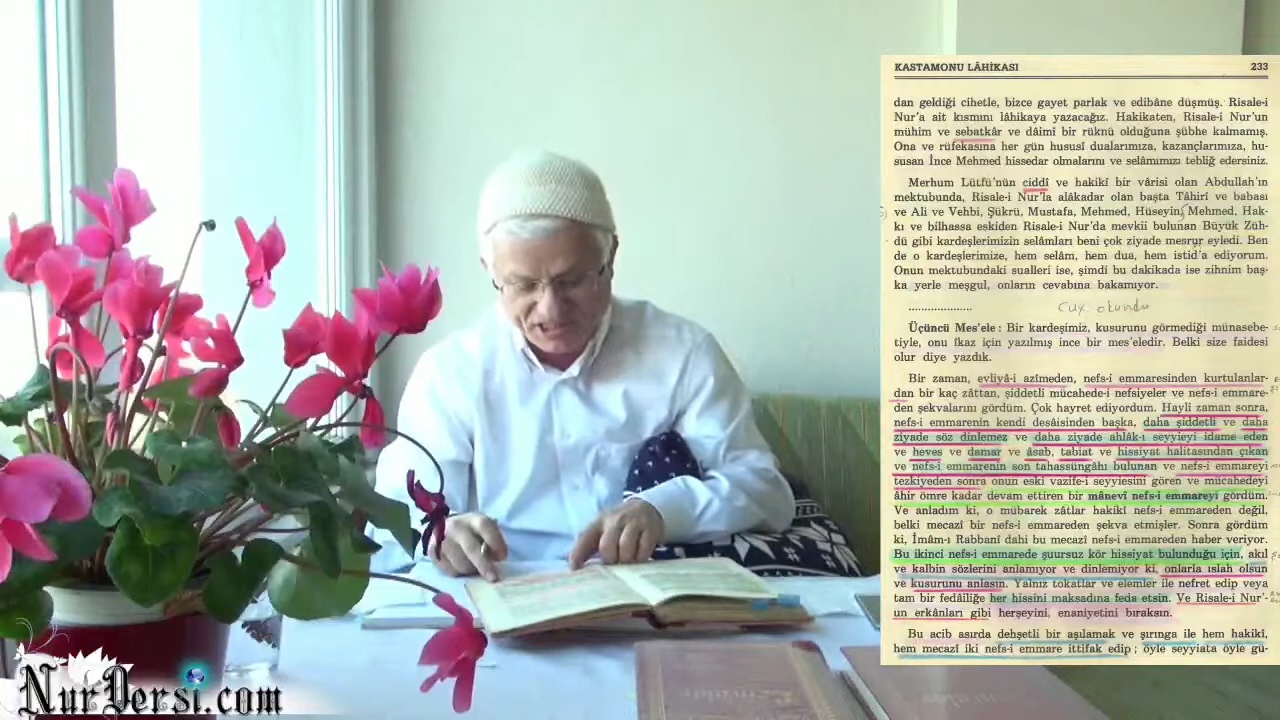 KASTAMONU LÂHİKASI 233
dan geldiği cihetle, bizce gayet parlak ve edibâne düşmüş. Risale-i
Nur'a ait kısmını lâhikaya yazacağız. Hakikaten, Risale-i Nur'un
mühim ve sebatkâr ve dâimî bir rüknü olduğuna şübhe kalmamış.
Ona ve rüfekasına her gün hususî dualarımıza, kazançlarımıza, hu-
susan İnce Mehmed hissedar olmalarını ve selâmımızı tebliğ edersiniz.
Merhum Lütfü'nün ciddî ve hakikî bir vârisi olan Abdullah'ın
mektubunda, Risale-i Nur'la alâkadar olan başta Tâhirî ve babası
ve Ali ve Vehbi, Şükrü, Mustafa, Mehmed, Hüseyin, Mehmed, Hak-
kı ve bilhassa eskiden Risale-i Nur'da mevkii bulunan Büyük Züh-
dü gibi kardeşlerimizin selâmları beni çok ziyade mesrur eyledi. Ben
de o kardeşlerimize, hem selâm, hem dua, hem istid'a ediyorum.
Onun mektubundaki sualleri ise, şimdi bu dakikada ise zihnim baş-
ka yerle meşgul, onların cevabına bakamıyor.
.................... okundu
Üçüncü Mes'ele : Bir kardeşimiz, kusurunu görmediği münasebe-
tiyle, onu îkaz için yazılmış ince bir mes'eledir. Belki size faidesi
olur diye yazdık.
Bir zaman, evliyâ-i azîmeden, nefs-i emmaresinden kurtulanlar-
dan bir kaç zâttan, şiddetli mücahede-i nefsiyeler ve nefs-i emmare-
den şekvalarını gördüm. Çok hayret ediyordum. Hayli zaman sonra,
nefs-i emmarenin kendi desâisinden başka, daha şiddetli ve daha
ziyade söz dinlemez ve daha ziyade ahlâk-ı seyyieyi idame eden
ve heves ve damar ve âsab, tabiat ve hissiyat halitasından çıkan
ve nefs-i emmarenin son tahassüngâhı bulunan ve nefs-i emmareyi
tezkiyeden sonra onun eski vazife-i seyyiesini gören ve mücahedeyi
âhir ömre kadar devam ettiren bir mânevî nefs-i emmareyi gördüm.
Ve anladım ki, o mübarek zâtlar hakikî nefs-i emmareden değil,
belki mecazî bir nefs-i emmareden şekva etmişler. Sonra gördüm
ki, İmâm-ı Rabbanî dahi bu mecazî nefs-i emmareden haber veriyor.
Bu ikinci nefs-i emmarede şuursuz kör hissiyat bulunduğu için, akıl
ve kalbin sözlerini anlamıyor ve dinlemiyor ki, onlarla ıslah olsun
ve kusurunu anlasın. Yalnız tokatlar ve elemler ile nefret edip veya
tam bir fedâiliğe her hissini maksadına feda etsin. Ve Risale-i Nur'-
un erkânları gibi herşeyini, enaniyetini bıraksın.
Bu acib asırda dehşetli bir aşılamak ve şırınga ile hem hakikî,
hem mecazî iki nefs-i emmare ittifak edip ; öyle seyyiata öyle gü-
NurDersi.com